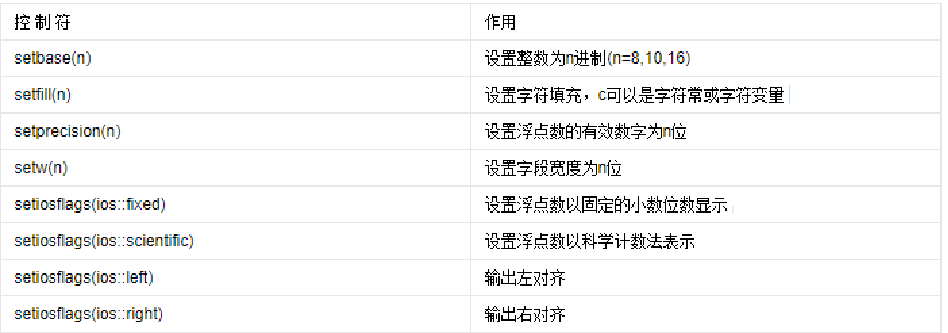 控制符 作用
setbase(n) 设置整数为n进制(n=8,10,16)
setfill(n) 设置字符填充，c可以是字符常或字符变量
setprecision(n) 设置浮点数的有效数字为n位
setw(n) 设置字段宽度为n位
setiosflags(ios::fixed) 设置浮点数以固定的小数位数显示
setiosflags(ios::scientific) 设置浮点数以科学计数法表示
setiosflags(ios::left) 输出左对齐
setiosflags(ios::right) 输出右对齐